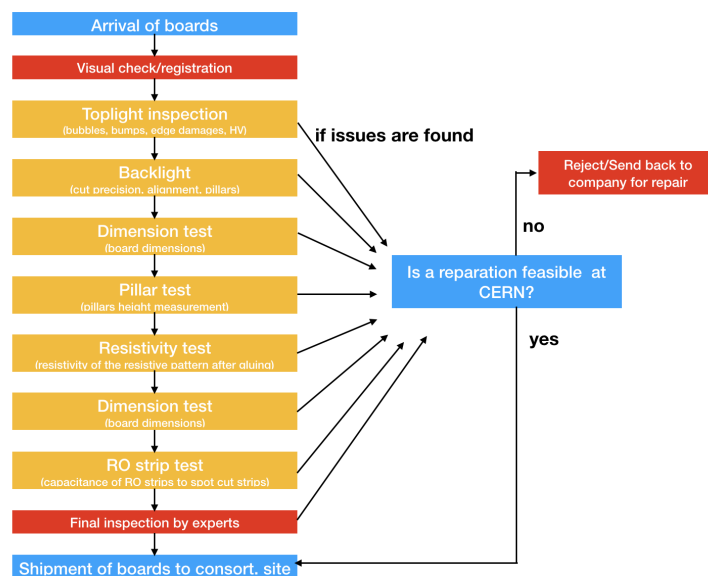 Arrival of boards
Visual check/registration
Toplight inspection
(bubbles, bumps, edge damages, HV)
if issues are found
Backlight
(cut precision, alignment, pillars)
Reject/Send back to
company for repair
no
Dimension test
(board dimensions)
Is a reparation feasible at
CERN?
Pillar test
(pillars height measurement)
yes
Resistivity test
(resistivity of the resistive pattern after gluing)
Dimension test
(board dimensions)
RO strip test
(capacitance of RO strips to spot cut strips)
Final inspection by experts
Shipment of boards to consort. site